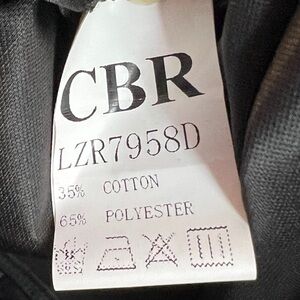 CBR
LZR7958D
35% COTTON
65% POLYESTER